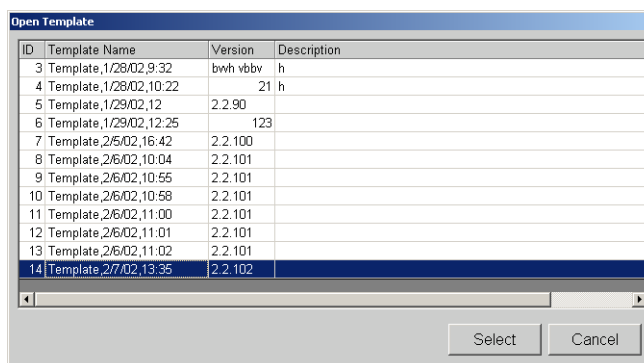 Open Template
ID Template Name Version Description
3 Template,1/28/02,9:32 bwh vbbv h
4 Template,1/28/02,10:22 21 h
5 Template,1/29/02,12 2.2.90
6 Template,1/29/02,12:25 123
7 Template,2/5/02,16:42 2.2.100
8 Template,2/6/02,10:04 2.2.101
9 Template,2/6/02,10:55 2.2.101
10 Template,2/6/02,10:58 2.2.101
11 Template,2/6/02,11:00 2.2.101
12 Template,2/6/02,11:01 2.2.101
13 Template,2/6/02,11:02 2.2.101
14 Template,2/7/02,13:35 2.2.102
Select Cancel